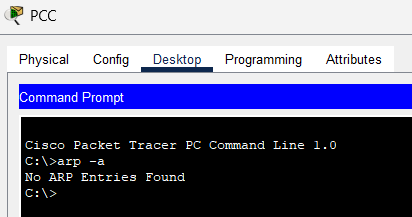 PCC
Physical Config Desktop Programming Attributes
Command Prompt
Cisco Packet Tracer PC Command Line 1.0
C:\>arp -a
No ARP Entries Found
C:\>